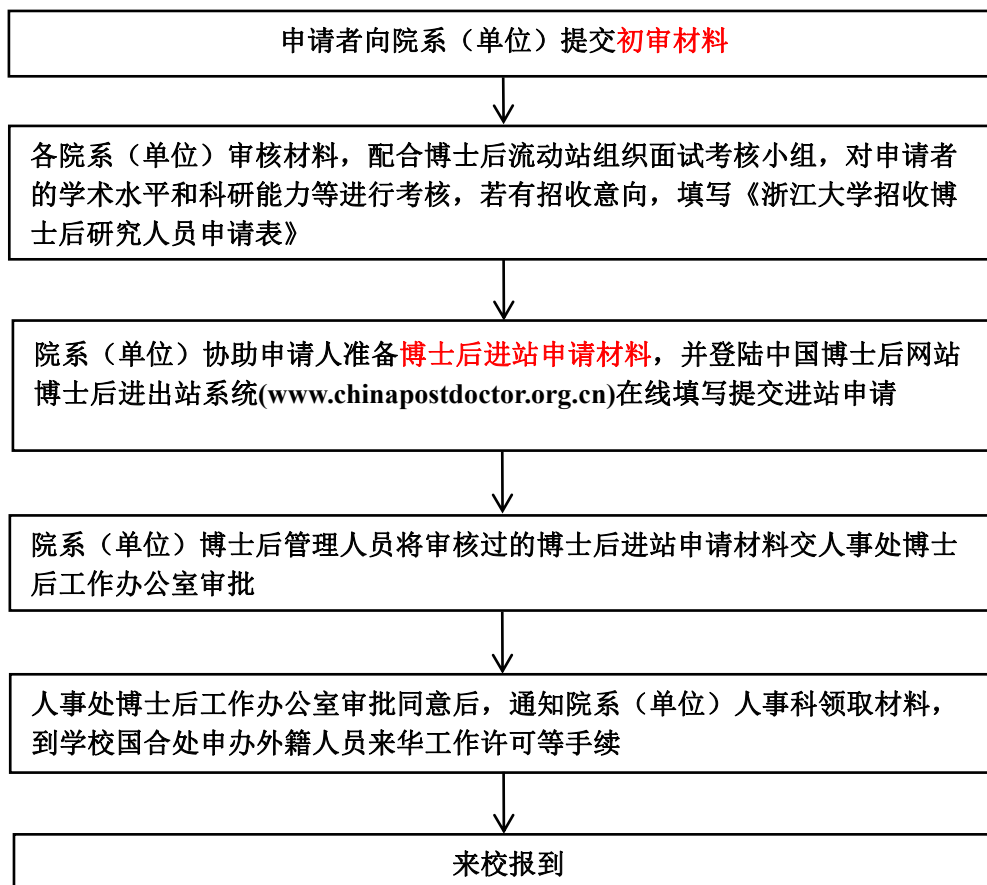 申请者向院系（单位）提交初审材料
各院系（单位）审核材料，配合博士后流动站组织面试考核小组，对申请者
的学术水平和科研能力等进行考核，若有招收意向，填写《浙江大学招收博
士后研究人员申请表》
院系（单位）协助申请人准备博士后进站申请材料，并登陆中国博士后网站
博士后进出站系统(www.chinapostdoctor.org.cn)在线填写提交进站申请
院系（单位）博士后管理人员将审核过的博士后进站申请材料交人事处博士
后工作办公室审批
人事处博士后工作办公室审批同意后，通知院系（单位）人事科领取材料，
到学校国合处申办外籍人员来华工作许可等手续
来校报到